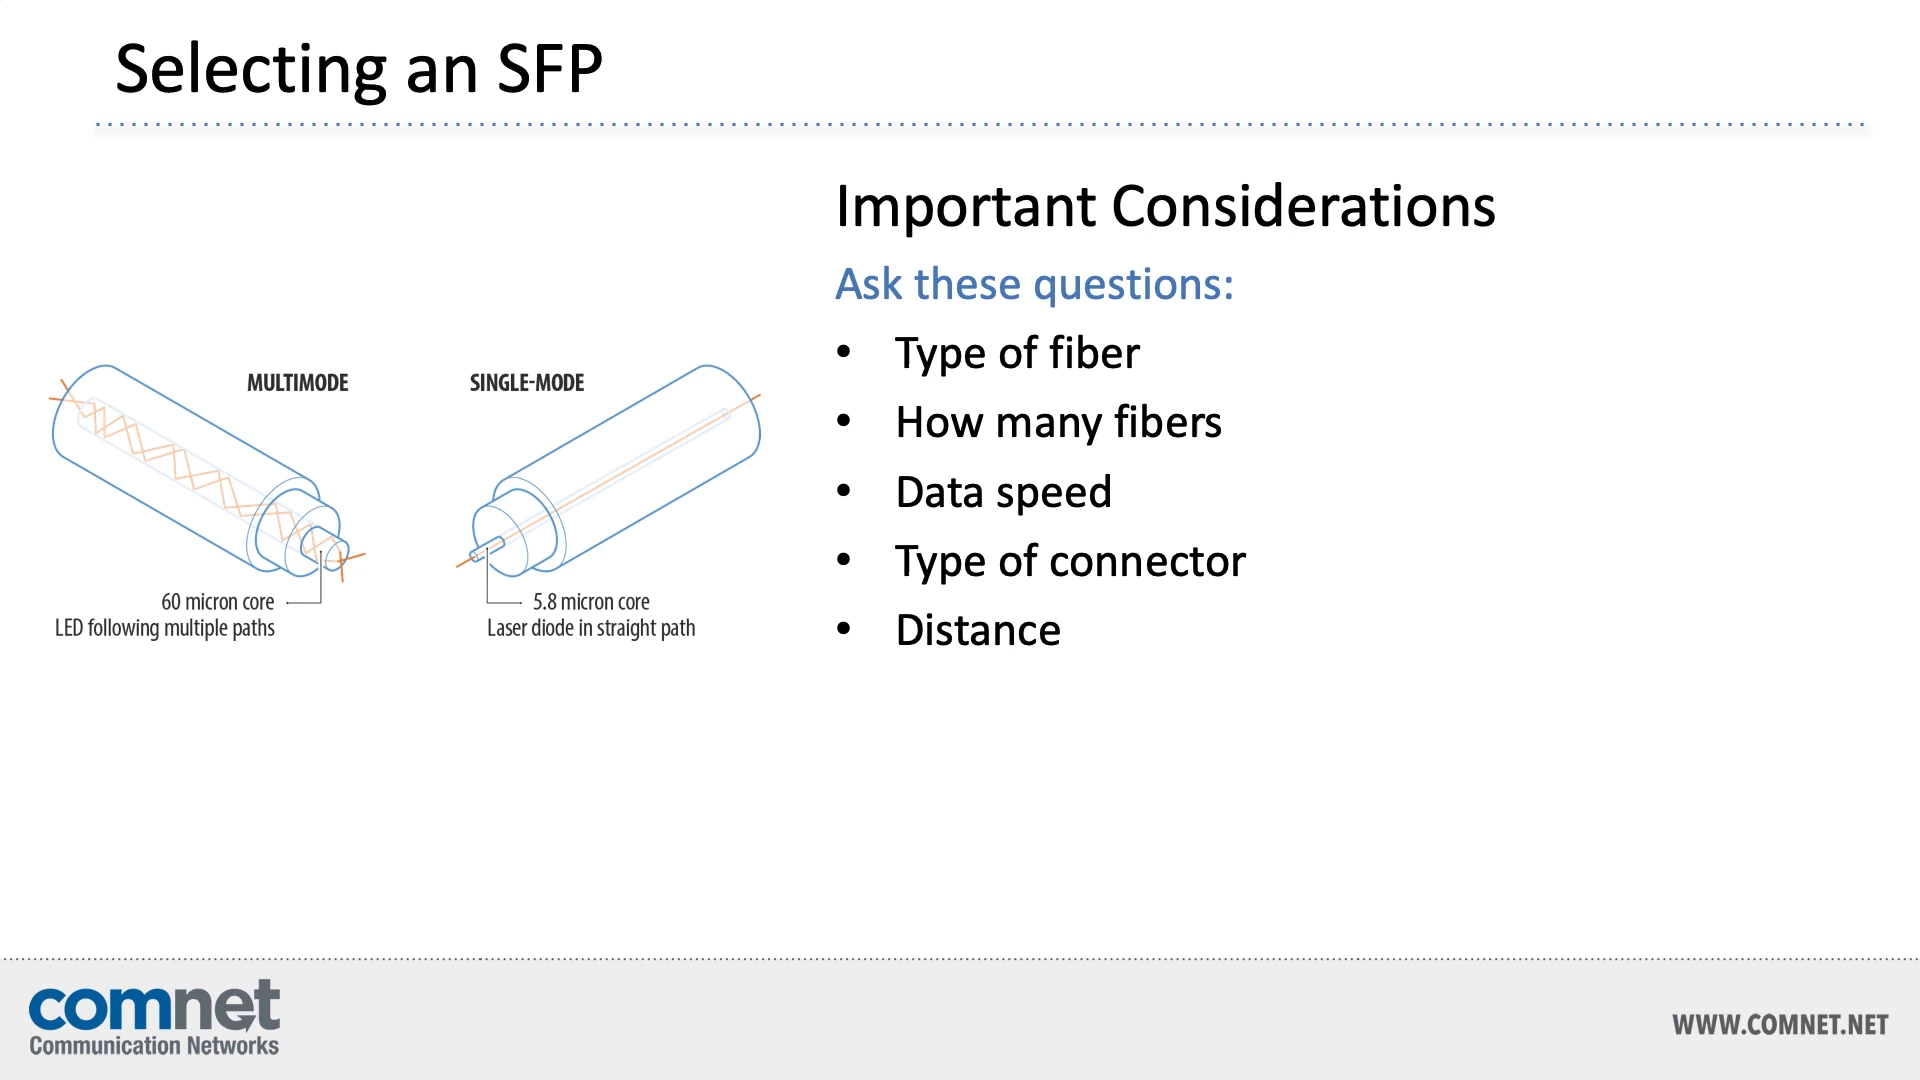 Selecting an SFP
Important Considerations
Ask these questions:
• Type of fiber
• How many fibers
• Data speed
• Type of connector
• Distance
MULTIMODE
60 micron core
LED following multiple paths
SINGLE-MODE
5.8 micron core
Laser diode in straight path
comnet
Communication Networks
WWW.COMNET.NET